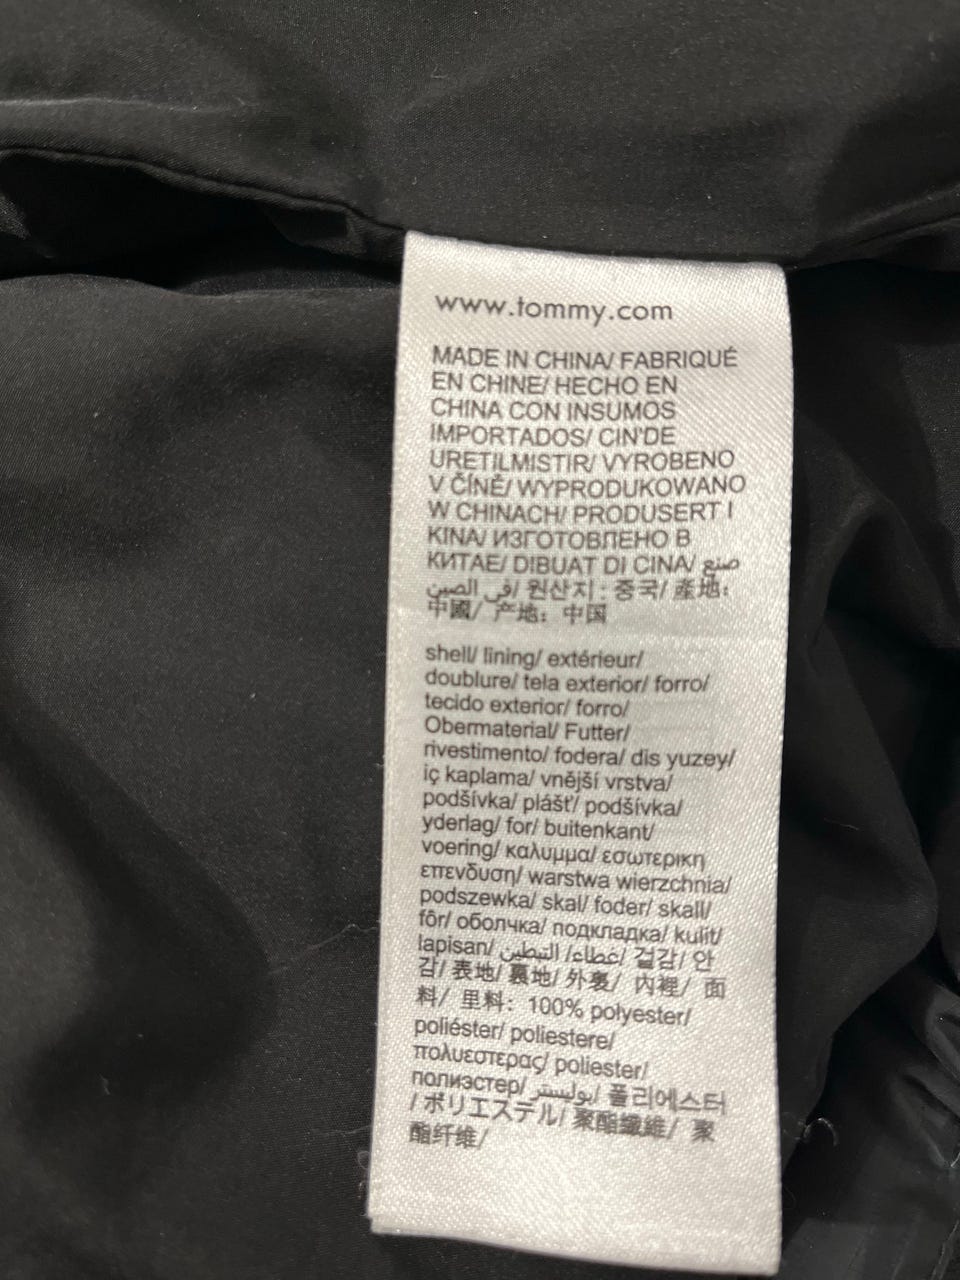 www.tommy.com
MADE IN CHINA/ FABRIQUÉ
EN CHINE/ HECHO EN
CHINA CON INSUMOS
IMPORTADOS/ CIN'DE
URETILMISTIR/ VYROBENO
V ČÍNĚ/ WYPRODUKOWANO
W CHINACH/ PRODUSERT I
KINA/ ИЗГОТОВЛЕНО В
КИТАЕ/ DIBUAT DI CINA/ صنع
في الصين/ 원산지 : 중국/ 產地：
中國/ 产地：中国
shell/ lining/ extérieur/
doublure/ tela exterior/ forro/
tecido exterior/ forro/
Obermaterial/ Futter/
rivestimento/ fodera/ dis yuzey/
iç kaplama/ vnější vrstva/
podšívka/ plášť/ podšívka/
yderlag/ for/ buitenkant/
voering/ καλυμμα/ εσωτερικη
επενδυση/ warstwa wierzchnia/
podszewka/ skal/ foder/ skall/
fôr/ оболчка/ подкладка/ kulit/
lapisan/ غطاء/ التبطين/ 겉감/ 안
감/ 表地/ 裏地/ 外裏/ 內裡/ 面
料/ 里料：100% polyester/
poliéster/ poliestere/
πολυεστερας/ poliester/
полиэстер/ بوليستر/ 폴리에스터
/ ポリエステル/ 聚酯纖維/ 聚
酯纤维/